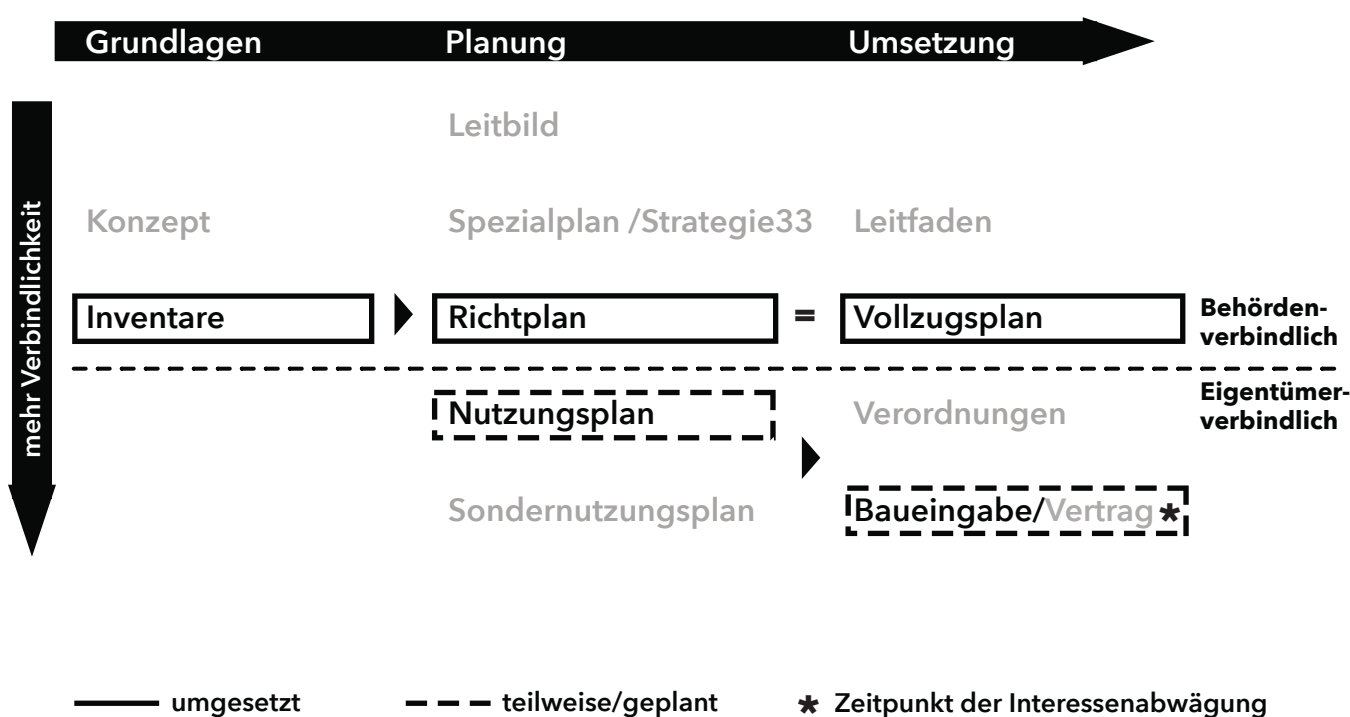 Grundlagen Planung Umsetzung
mehr Verbindlichkeit
Leitbild
Konzept Spezialplan /Strategie33 Leitfaden
Inventare Richtplan = Vollzugsplan
Behörden-
verbindlich
Eigentümer-
verbindlich
Nutzungsplan Verordnungen
Sondernutzungsplan Baueingabe/Vertrag *
umgesetzt teilweise/geplant * Zeitpunkt der Interessenabwägung